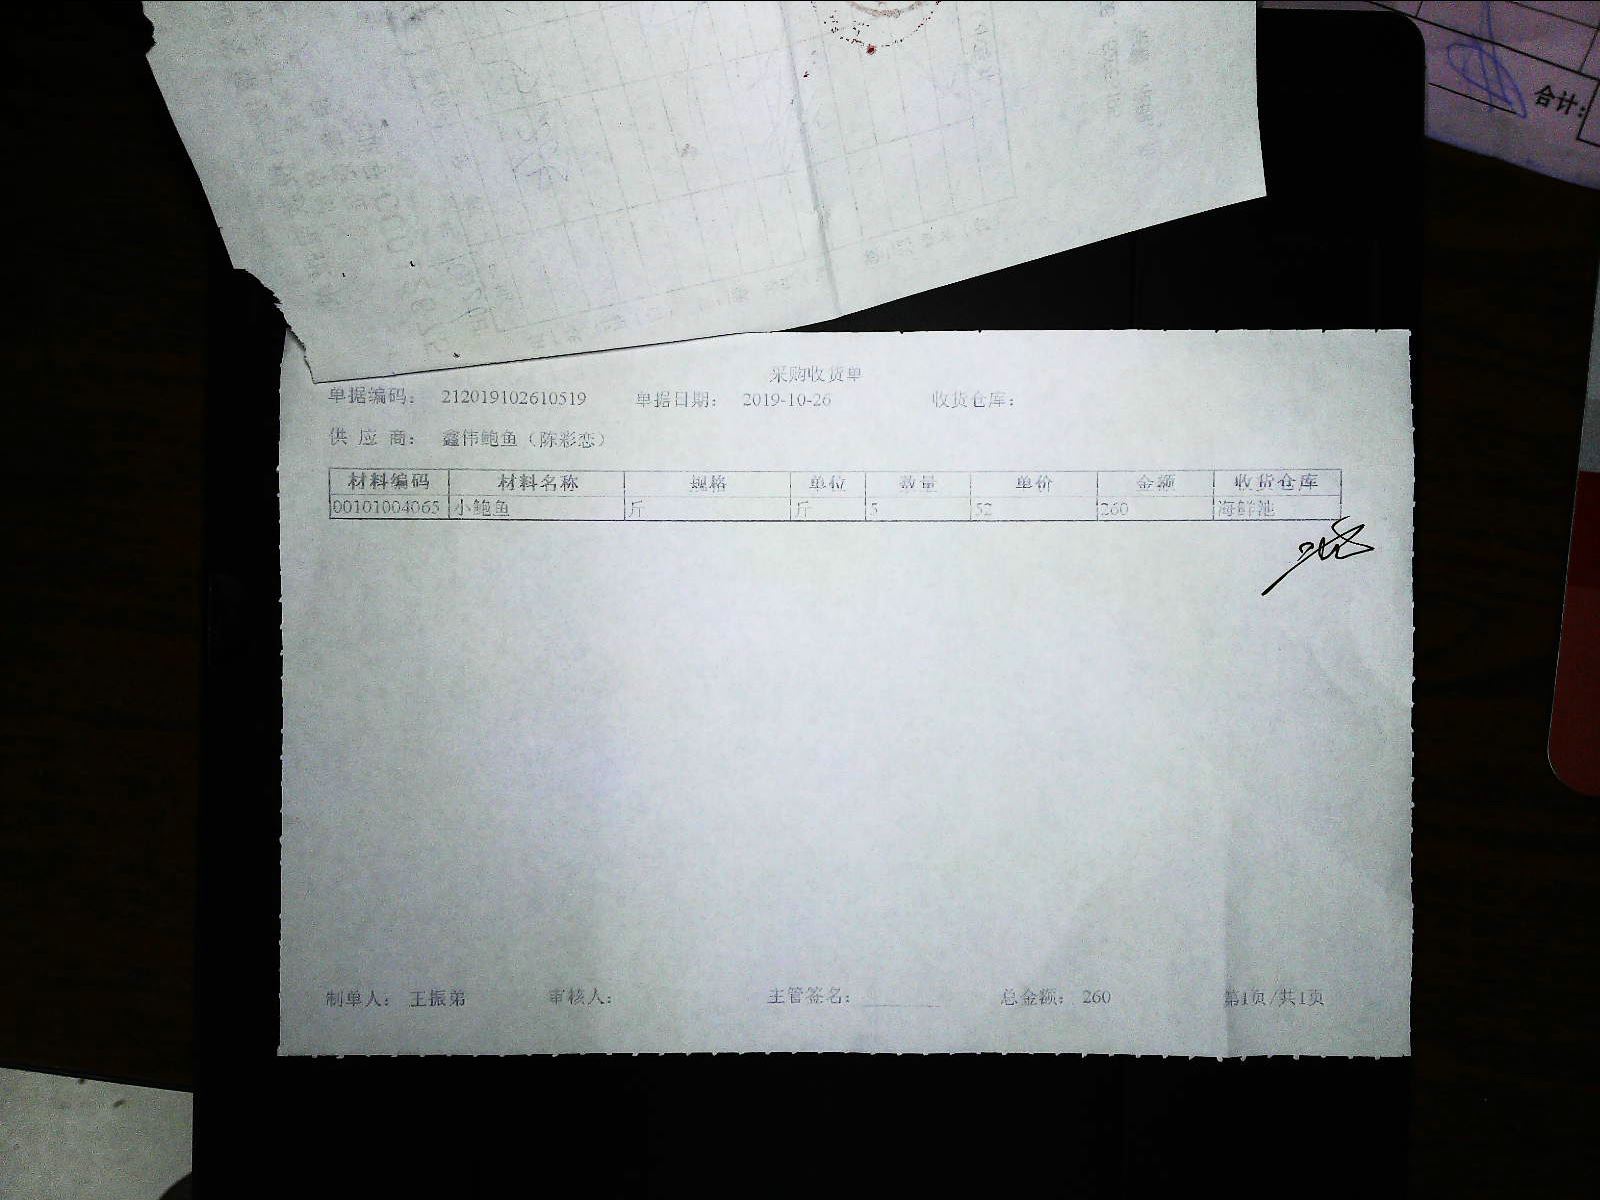 合计:
采购收货单
单据编码: 212019102610519 单据日期: 2019-10-26 收货仓库:
供 应 商: 鑫伟鲍鱼(陈彩恋)
材料编码 材料名称 规格 单位 数量 单价 金额 收货仓库
00101004065 小鲍鱼 斤 斤 5 52 260 海鲜池
制单人: 王振弟 审核人: 主管签名: 总金额: 260 第1页/共1页